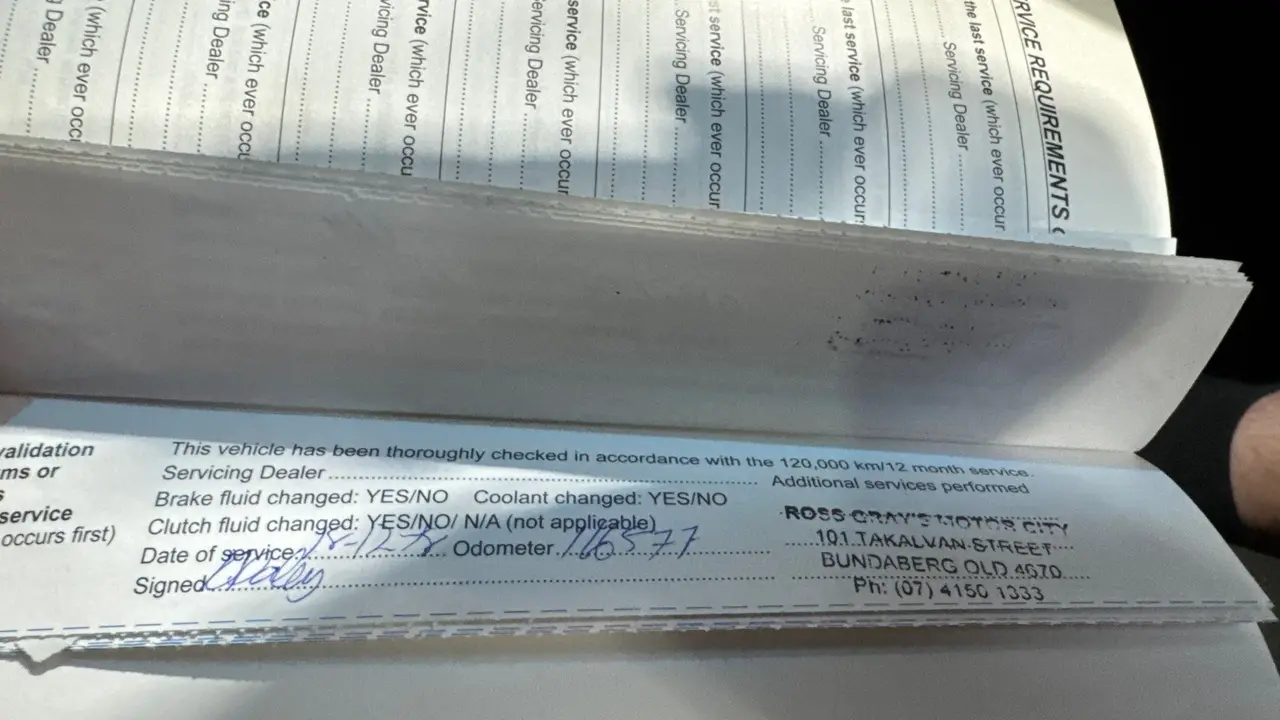 SERVICE REQUIREMENTS
the last service (which ever occur
Servicing Dealer
last service (which ever occur
Servicing Dealer
st service (which ever occur
Servicing Dealer
service (which ever occur
ervicing Dealer
rvice (which ever occu
vicing Dealer
ce (which ever occu
ng Dealer
(which ever occu
g Dealer
validation
ms or
service
occurs first)
This vehicle has been thoroughly checked in accordance with the 120,000 km/12 month service.
Servicing Dealer
Additional services performed
Brake fluid changed: YES/NO Coolant changed: YES/NO
Clutch fluid changed: YES/NO/ N/A (not applicable)
Date of service Odometer
Signed
ROSS GRAY'S MOTOR CITY
101 TAKALVAN STREET
BUNDABERG QLD 4670
Ph: (07) 4150 1333